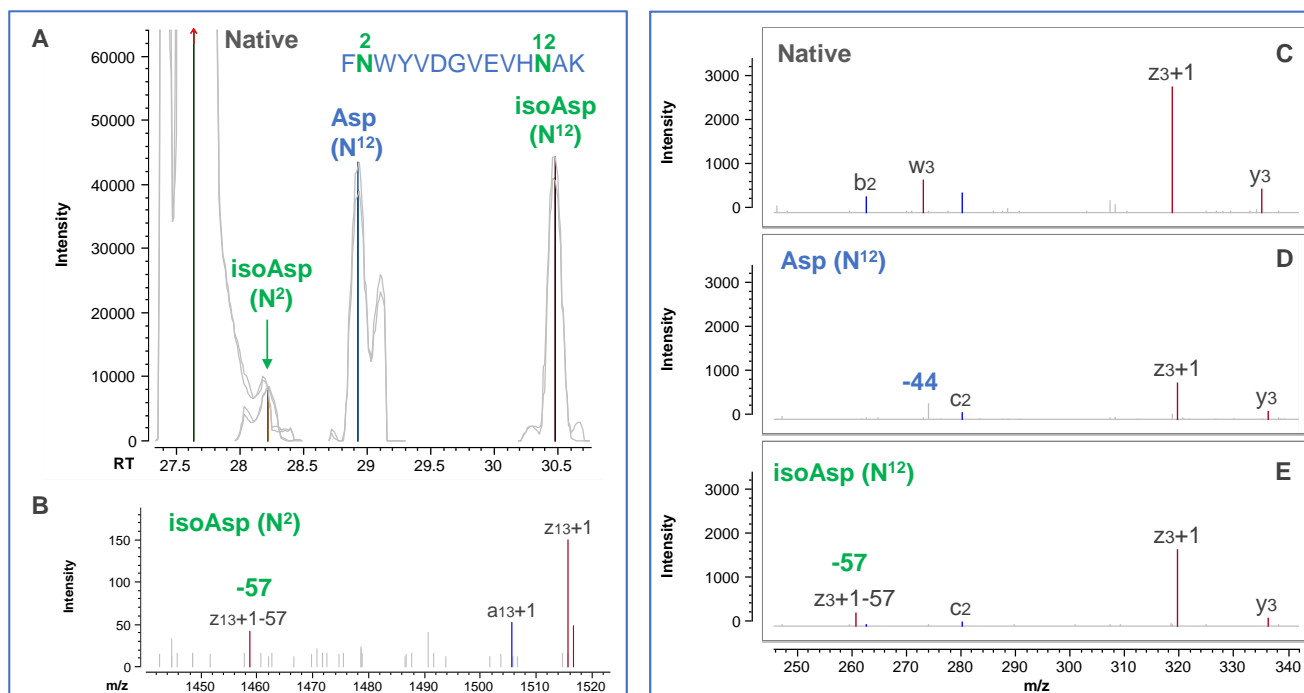 A
Native
2
12
FNWYVDGVEVHNAK
Asp
(N12)
isoAsp
(N12)
isoAsp
(N2)
Intensity
60000
50000
40000
30000
20000
10000
0
RT
27.5
28
28.5
29
29.5
30
30.5
B
isoAsp (N2)
-57
z13+1-57
a13+1
z13+1
Intensity
150
100
50
0
m/z
1450
1460
1470
1480
1490
1500
1510
1520
Native
C
Intensity
3000
2000
1000
0
b2
w3
z3+1
y3
Asp (N12)
D
Intensity
3000
2000
1000
0
-44
c2
z3+1
y3
isoAsp (N12)
E
Intensity
3000
2000
1000
0
-57
z3+1-57
c2
z3+1
y3
250
260
270
280
290
300
310
320
330
340
m/z